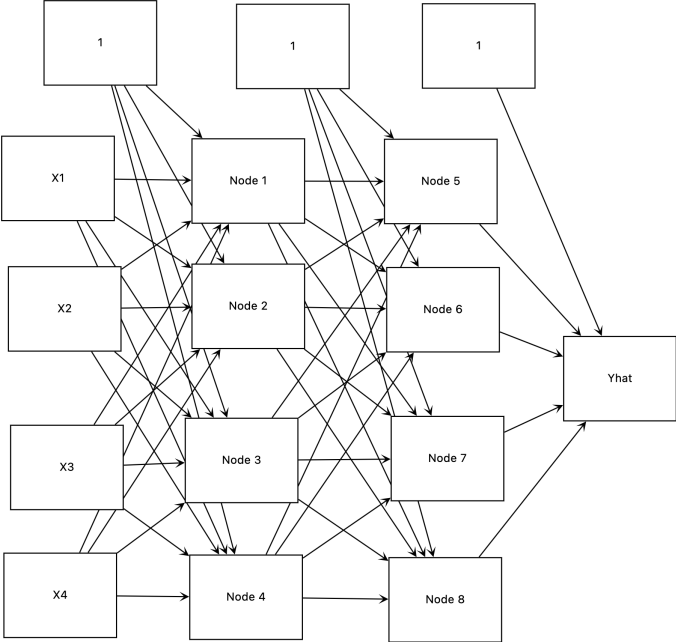 1
1
1
X1
Node 1
Node 5
X2
Node 2
Node 6
Yhat
X3
Node 3
Node 7
X4
Node 4
Node 8